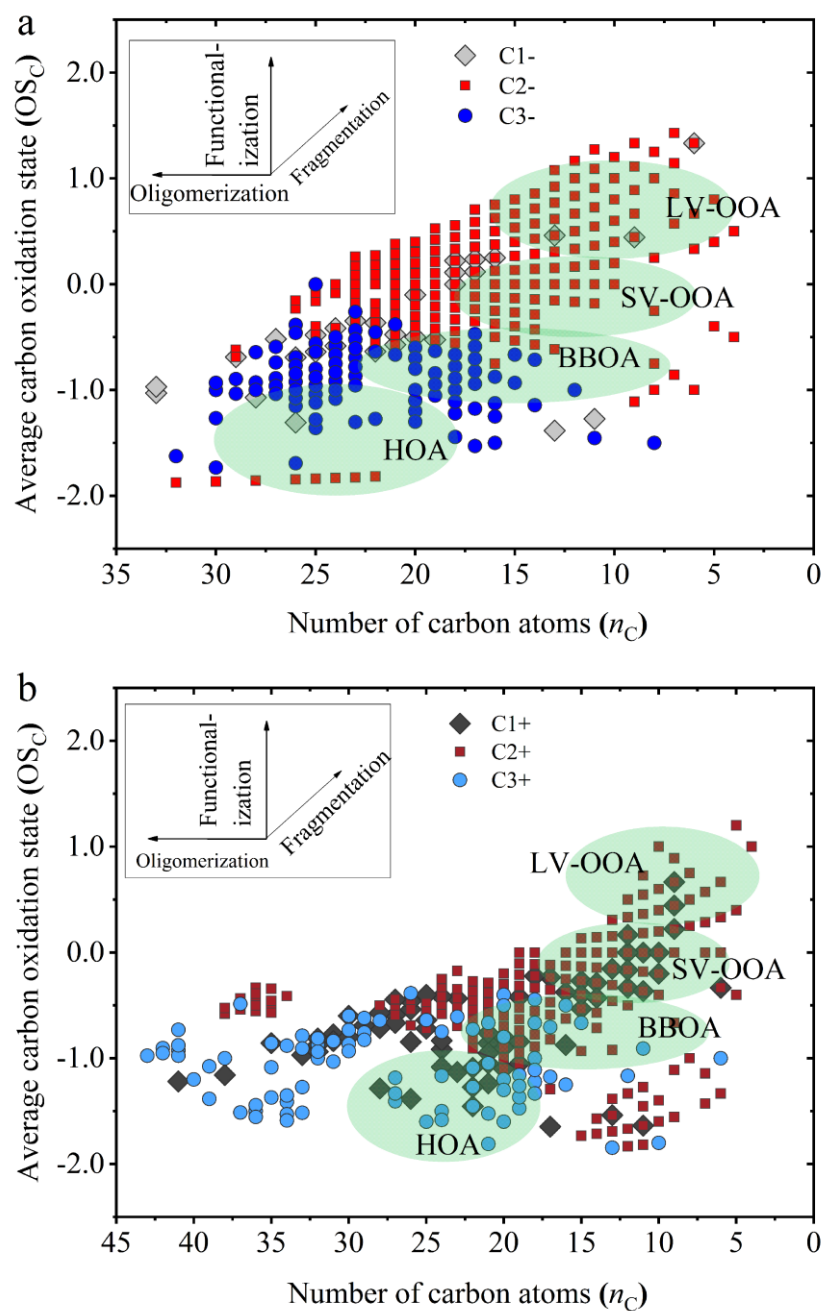 a
Average carbon oxidation state (OSC)
2.0
1.0
0.0
-1.0
-2.0
Functional-
ization
Fragmentation
Oligomerization
C1-
C2-
C3-
LV-OOA
SV-OOA
BBOA
HOA
35 30 25 20 15 10 5 0
Number of carbon atoms (nC)
b
Average carbon oxidation state (OSC)
2.0
1.0
0.0
-1.0
-2.0
Functional-
ization
Fragmentation
Oligomerization
C1+
C2+
C3+
LV-OOA
SV-OOA
BBOA
HOA
45 40 35 30 25 20 15 10 5 0
Number of carbon atoms (nC)